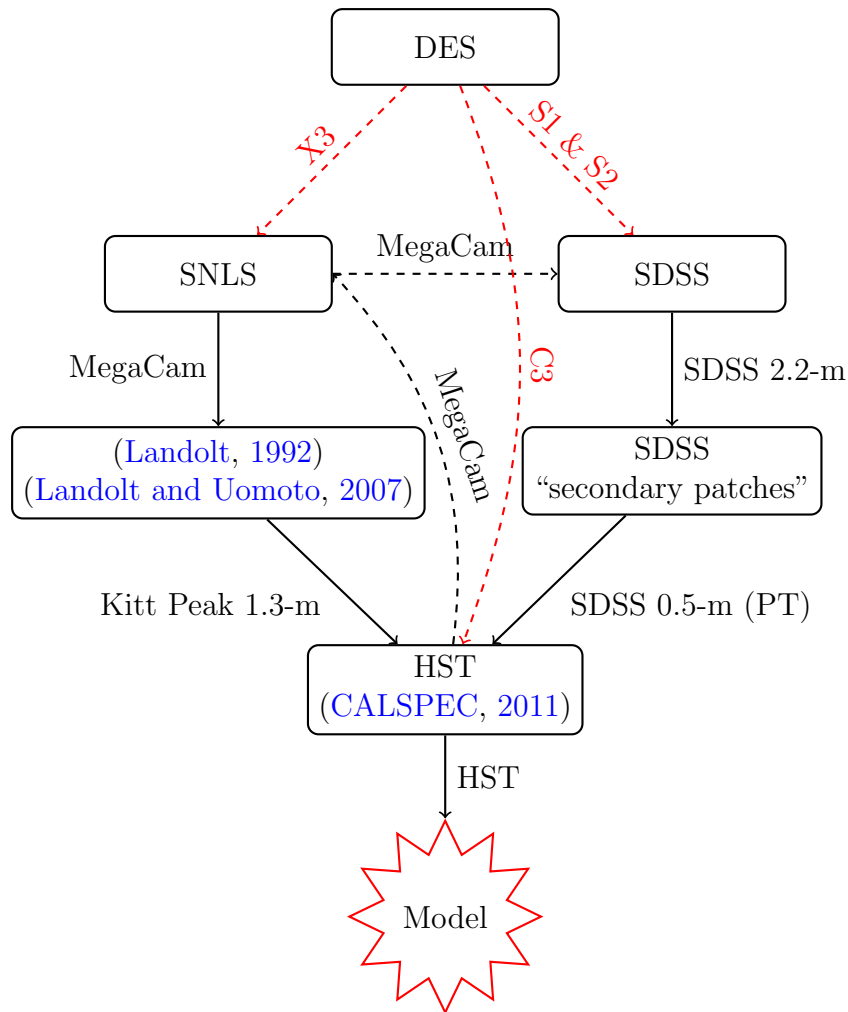 DES
X3
S1 & S2
MegaCam
SNLS
SDSS
MegaCam
C3
SDSS 2.2-m
MegaCam
(Landolt, 1992)
(Landolt and Uomoto, 2007)
SDSS
“secondary patches”
Kitt Peak 1.3-m
SDSS 0.5-m (PT)
HST
(CALSPEC, 2011)
HST
Model